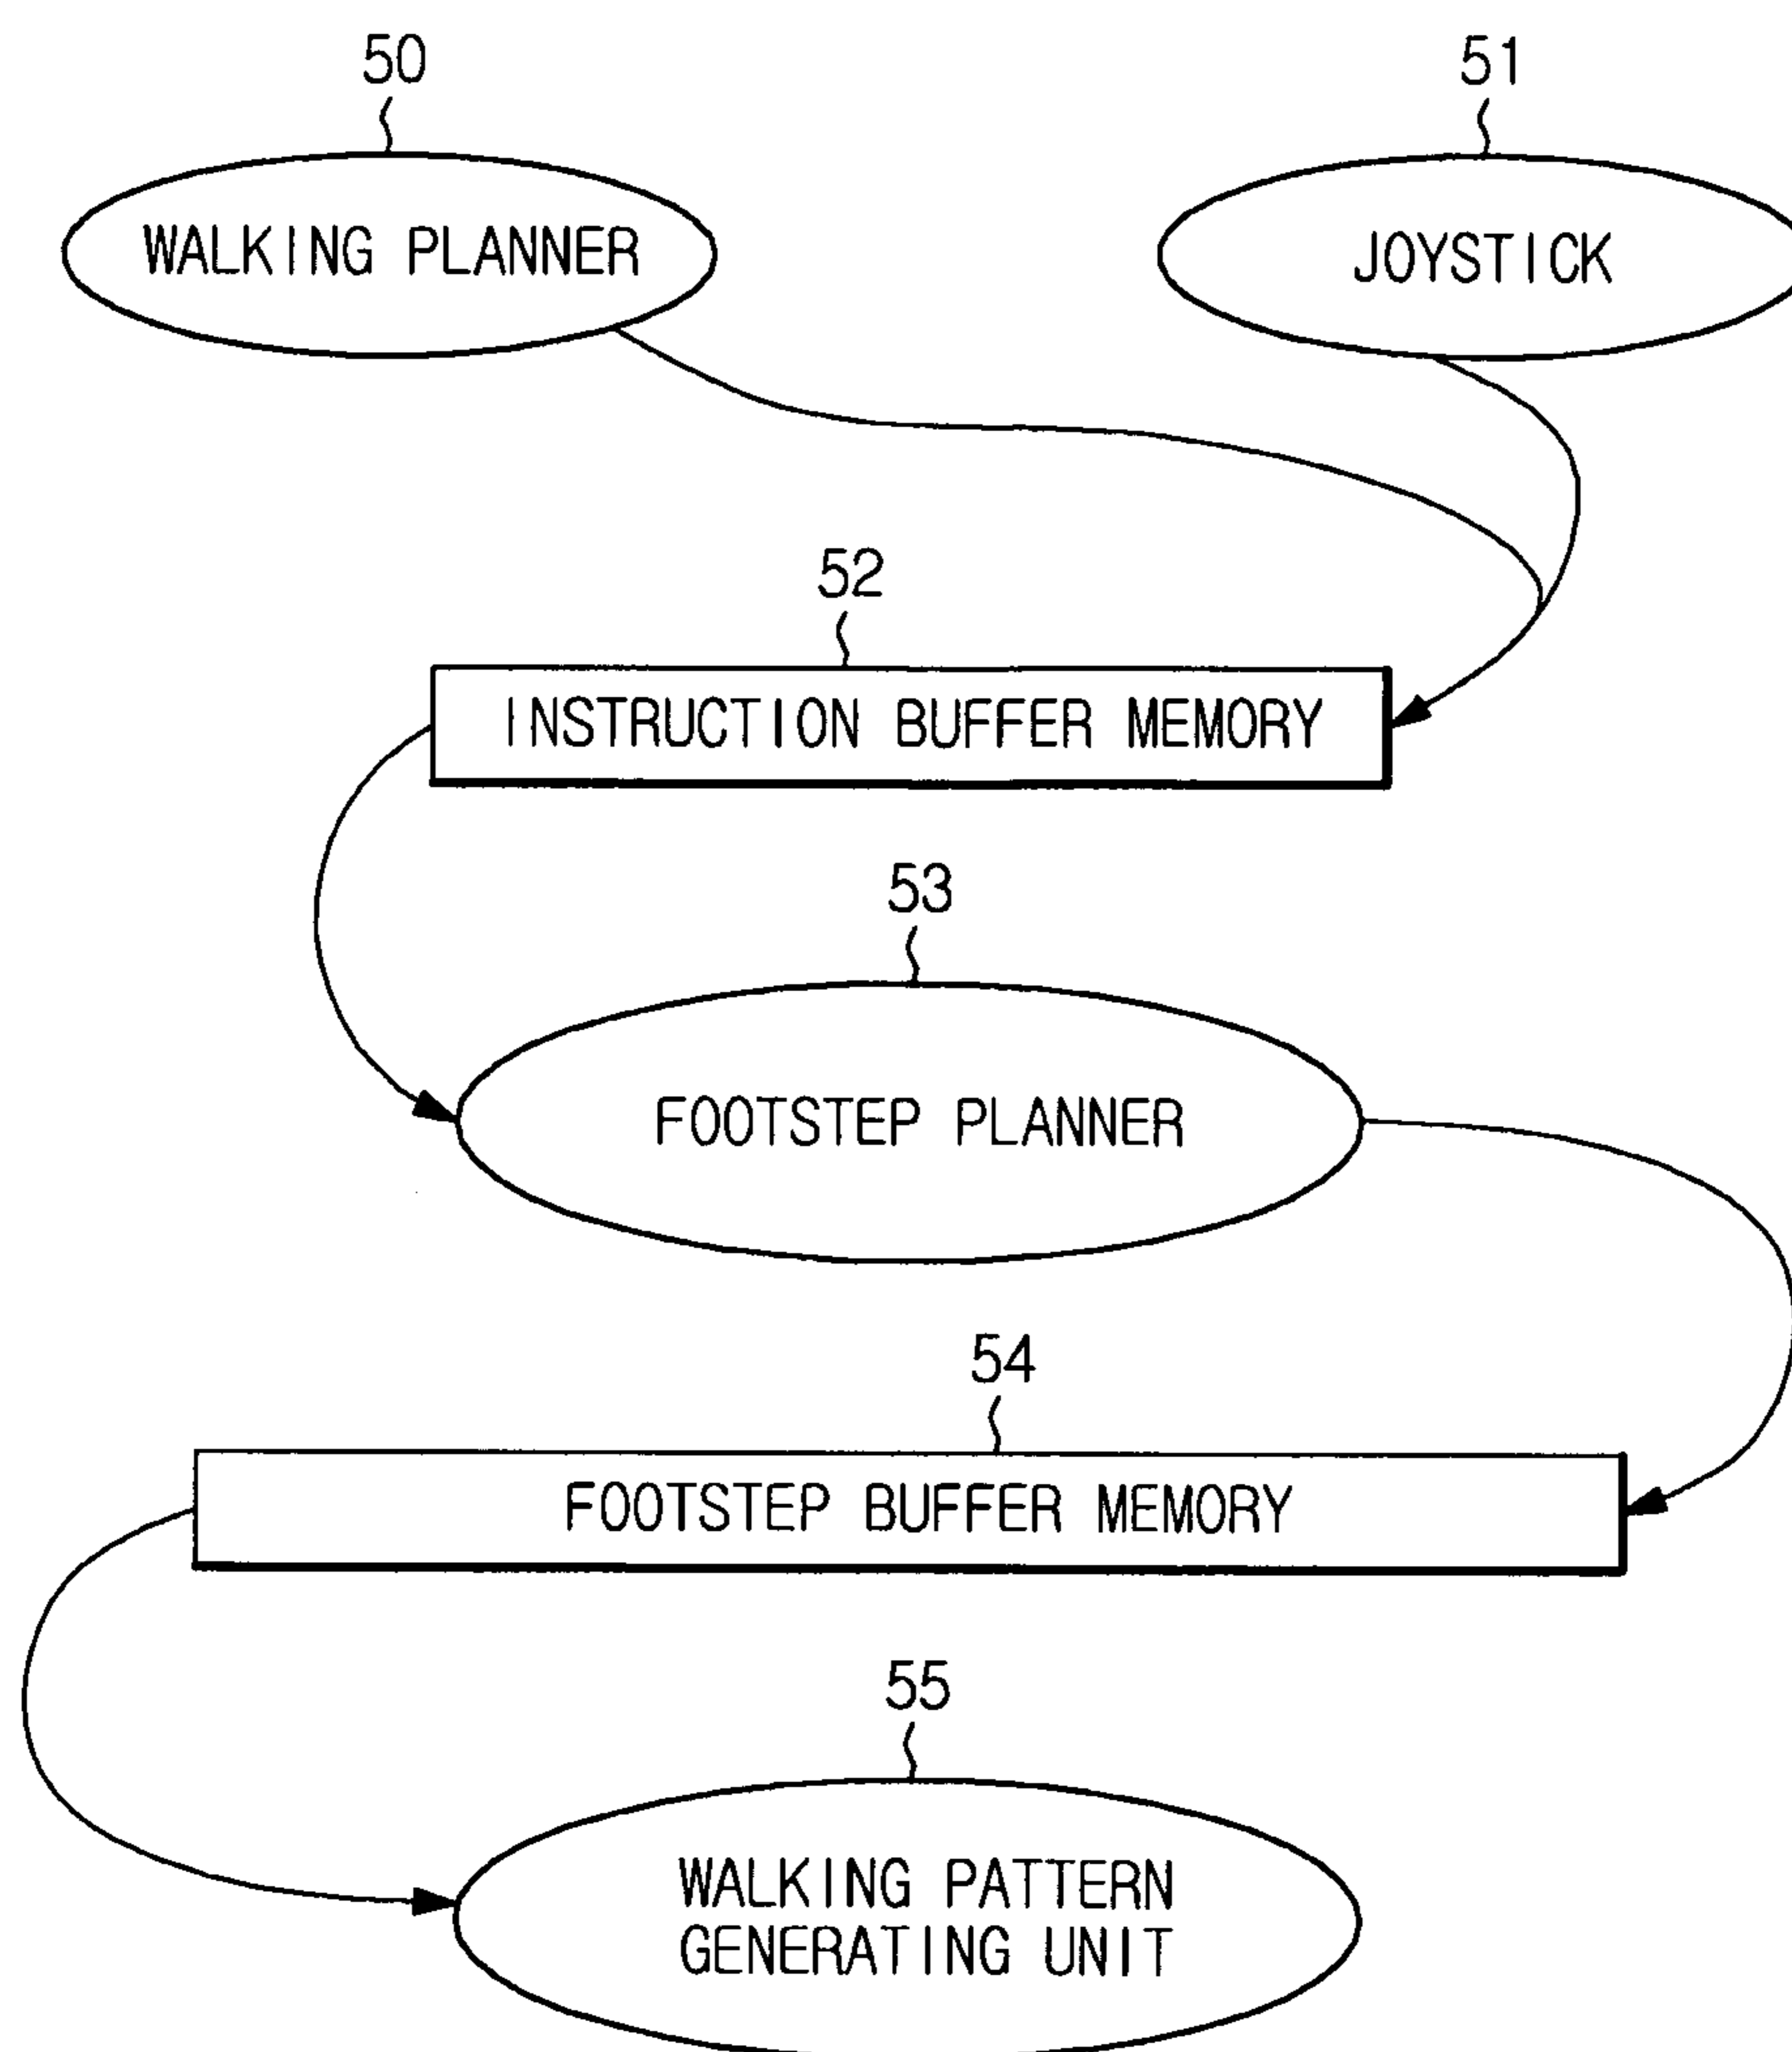 50
51
WALKING PLANNER
JOYSTICK
52
INSTRUCTION BUFFER MEMORY
53
FOOTSTEP PLANNER
54
FOOTSTEP BUFFER MEMORY
55
WALKING PATTERN
GENERATING UNIT